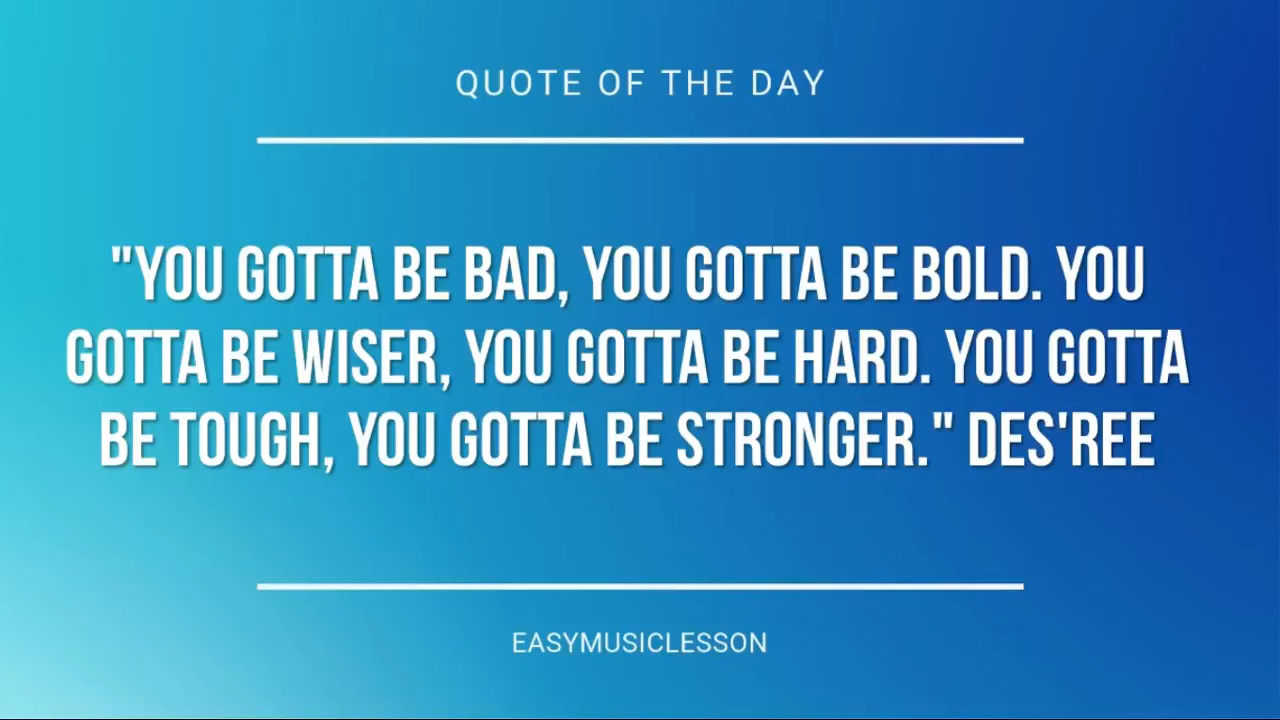 QUOTE OF THE DAY
"YOU GOTTA BE BAD, YOU GOTTA BE BOLD. YOU
GOTTA BE WISER, YOU GOTTA BE HARD. YOU GOTTA
BE TOUGH, YOU GOTTA BE STRONGER." DES'REE
EASYMUSICLESSON